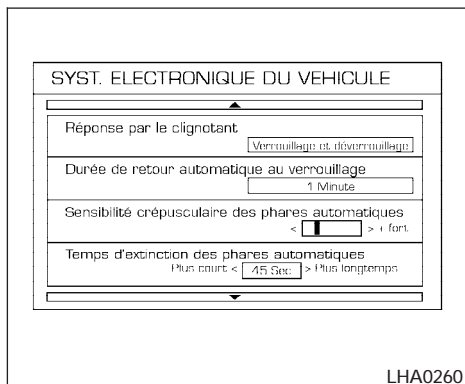 SYST. ELECTRONIQUE DU VEHICULE
Réponse par le clignotant
Verrouillage et déverrouillage
Durée de retour automatique au verrouillage
1 Minute
Sensibilité crépusculaire des phares automatiques
< > + fort
Temps d'extinction des phares automatiques
Plus court < 45 Sec > Plus longtemps
LHA0260